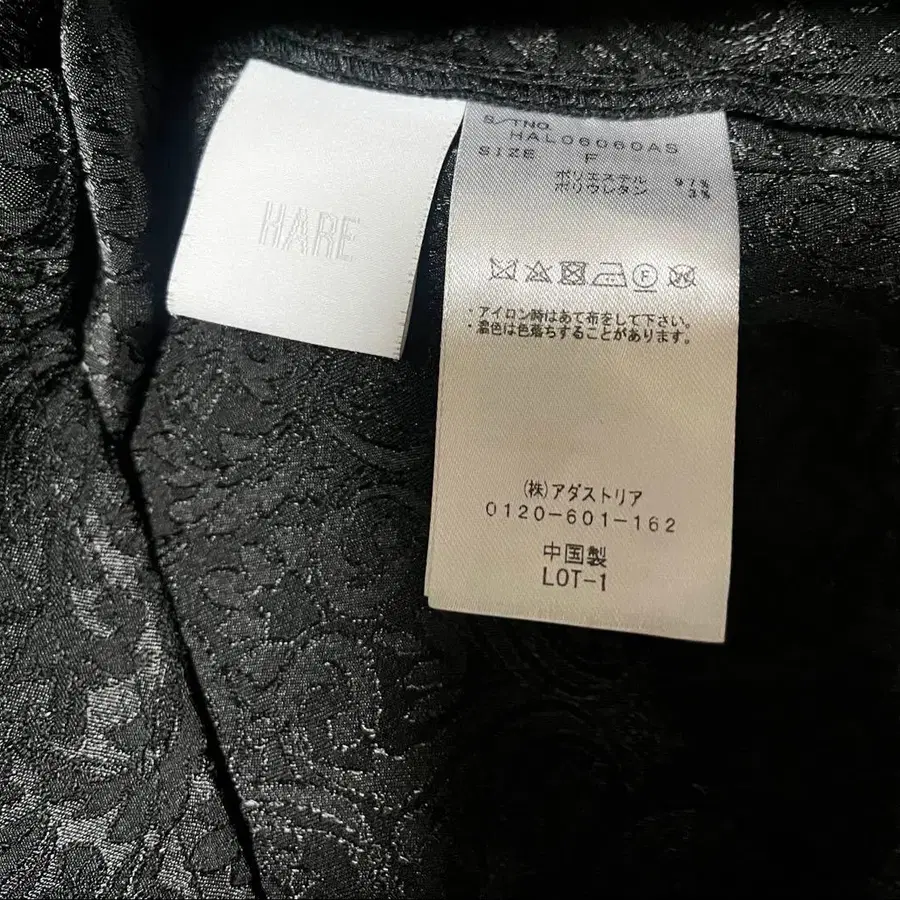 HARE
S/TNO.
HAL06060AS
SIZE F
ポリエステル 97%
ポリウレタン 3%
・アイロン時はあて布をして下さい。
・濃色は色落ちすることがあります。
(株)アダストリア
0120-601-162
中国製
LOT-1